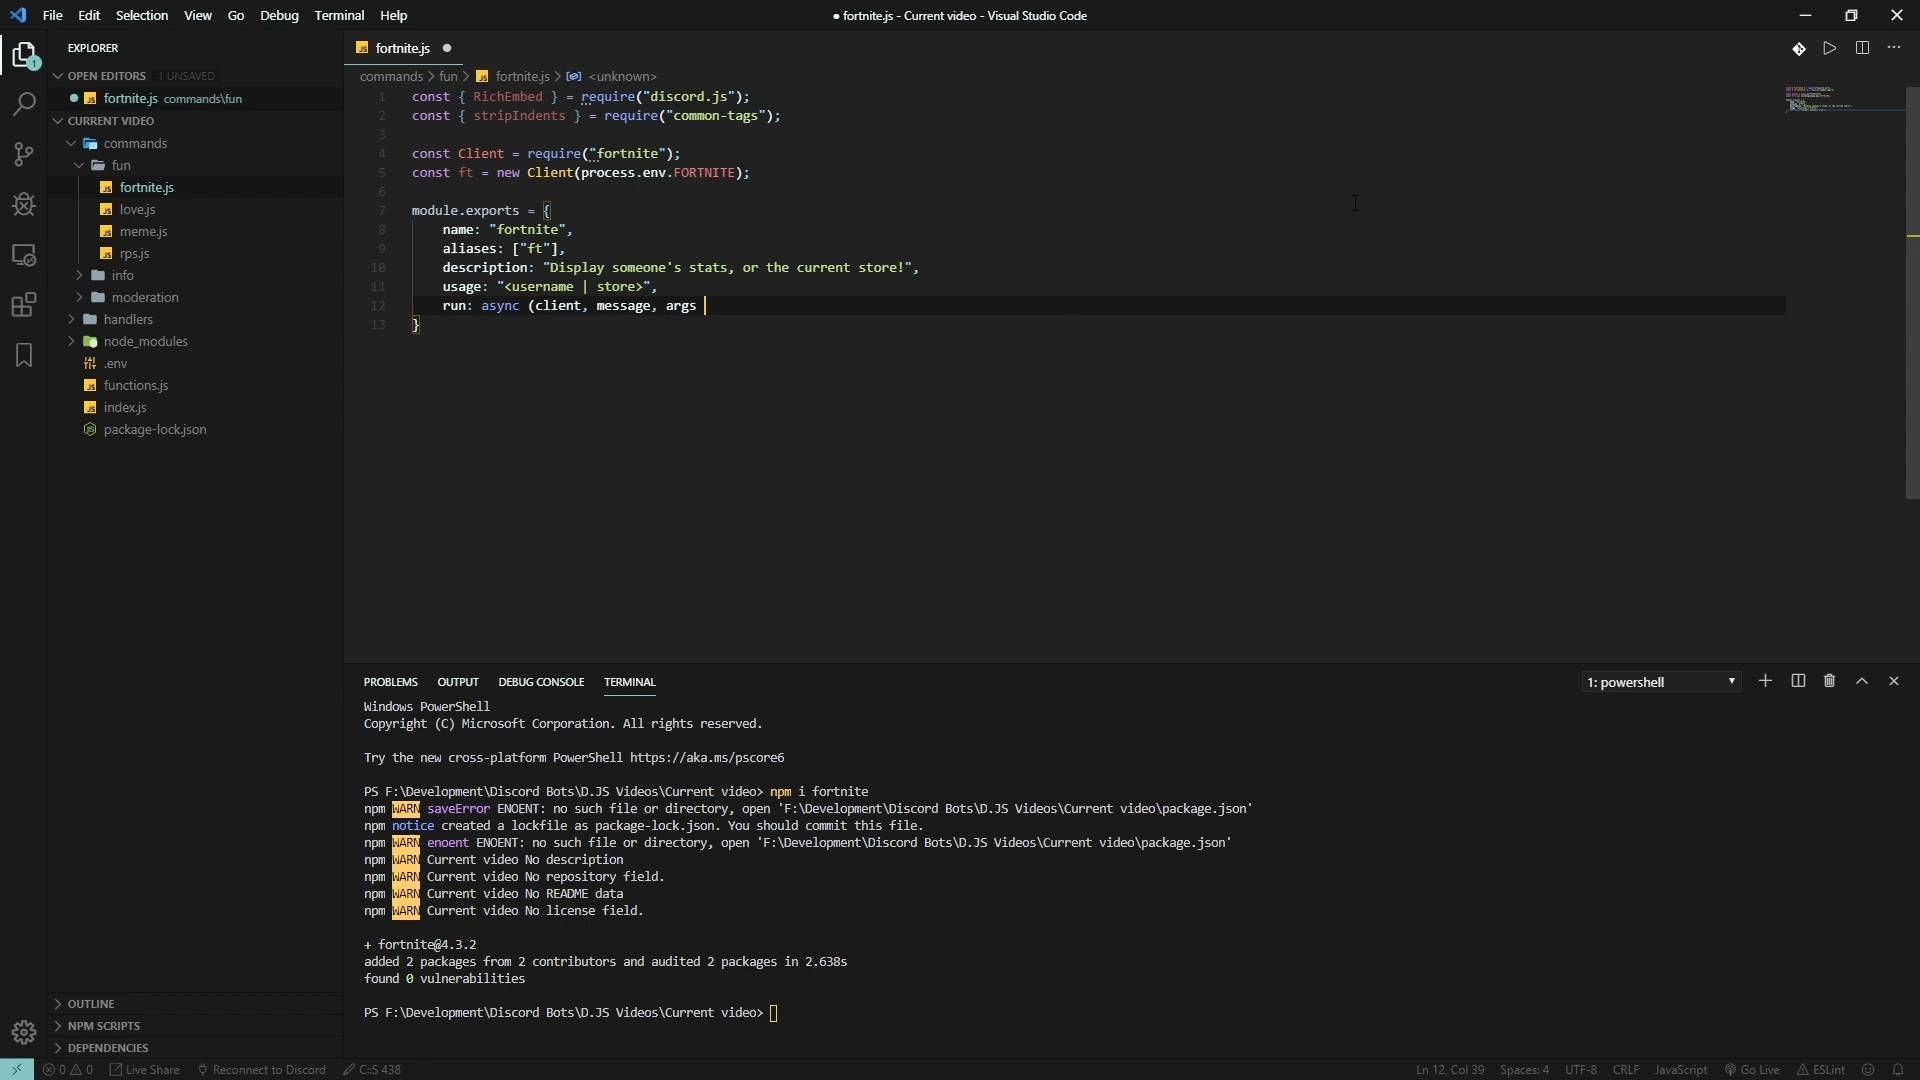 File Edit Selection View Go Debug Terminal Help
● fortnite.js - Current video - Visual Studio Code
EXPLORER
OPEN EDITORS 1 UNSAVED
fortnite.js commands\fun
CURRENT VIDEO
commands
fun
fortnite.js
love.js
meme.js
rps.js
info
moderation
handlers
node_modules
.env
functions.js
index.js
package-lock.json
OUTLINE
NPM SCRIPTS
DEPENDENCIES
1
JS fortnite.js ●
commands > fun > JS fortnite.js > <unknown>
1 const { RichEmbed } = require("discord.js");
2 const { stripIndents } = require("common-tags");
3
4 const Client = require("fortnite");
5 const ft = new Client(process.env.FORTNITE);
6
7 module.exports = {
8 name: "fortnite",
9 aliases: ["ft"],
10 description: "Display someone's stats, or the current store!",
11 usage: "<username | store>",
12 run: async (client, message, args
13 }
PROBLEMS OUTPUT DEBUG CONSOLE TERMINAL
1: powershell
Windows PowerShell
Copyright (C) Microsoft Corporation. All rights reserved.
Try the new cross-platform PowerShell https://aka.ms/pscore6
PS F:\Development\Discord Bots\D.JS Videos\Current video> npm i fortnite
npm WARN saveError ENOENT: no such file or directory, open 'F:\Development\Discord Bots\D.JS Videos\Current video\package.json'
npm notice created a lockfile as package-lock.json. You should commit this file.
npm WARN enoent ENOENT: no such file or directory, open 'F:\Development\Discord Bots\D.JS Videos\Current video\package.json'
npm WARN Current video No description
npm WARN Current video No repository field.
npm WARN Current video No README data
npm WARN Current video No license field.
+ fortnite@4.3.2
added 2 packages from 2 contributors and audited 2 packages in 2.638s
found 0 vulnerabilities
PS F:\Development\Discord Bots\D.JS Videos\Current video>
0 0 Live Share Reconnect to Discord C:S 438
Ln 12, Col 39 Spaces: 4 UTF-8 CRLF JavaScript Go Live ESLint